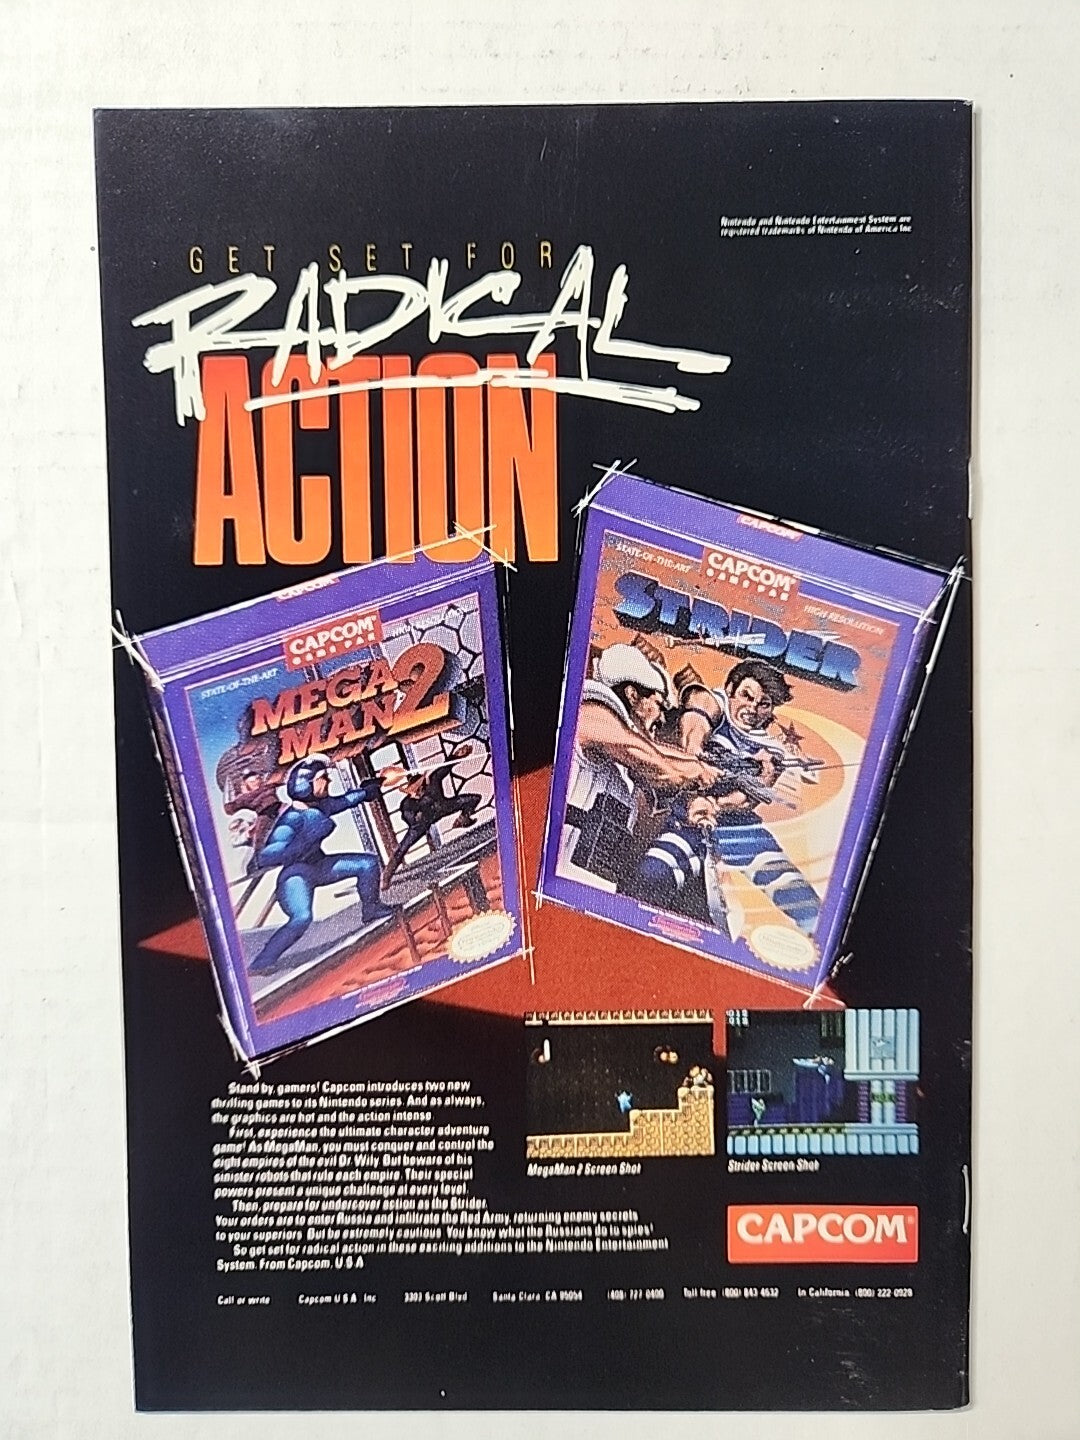 Nintendo and Nintendo Entertainment System are
registered trademarks of Nintendo of America Inc
GET SET FOR
RADICAL
ACTION
CAPCOM
CAPCOM
GAME PAK
STATE-OF-THE-ART
MEGA
MAN 2
CAPCOM
STATE-OF-THE-ART
CAPCOM
GAME PAK
HIGH RESOLUTION
STRIDER
Stand by, gamers! Capcom introduces two new
thrilling games to its Nintendo series. And as always,
the graphics are hot and the action intense.
First, experience the ultimate character adventure
game! As MegaMan, you must conquer and control the
eight empires of the evil Dr. Wily. But beware of his
sinister robots that rule each empire. Their special
powers present a unique challenge at every level.
Then, prepare for undercover action as the Strider.
Your orders are to enter Russia and infiltrate the Red Army, returning enemy secrets
to your superiors. But be extremely cautious. You know what the Russians do to spies!
So get set for radical action in these exciting additions to the Nintendo Entertainment
System. From Capcom, U S A
MegaMan 2 Screen Shot
Strider Screen Shot
CAPCOM
Call or write Capcom U S A Inc 3303 Scott Blvd Santa Clara CA 95054 (408) 727 0400 Toll free (800) 843 4632 In California (800) 222 0928